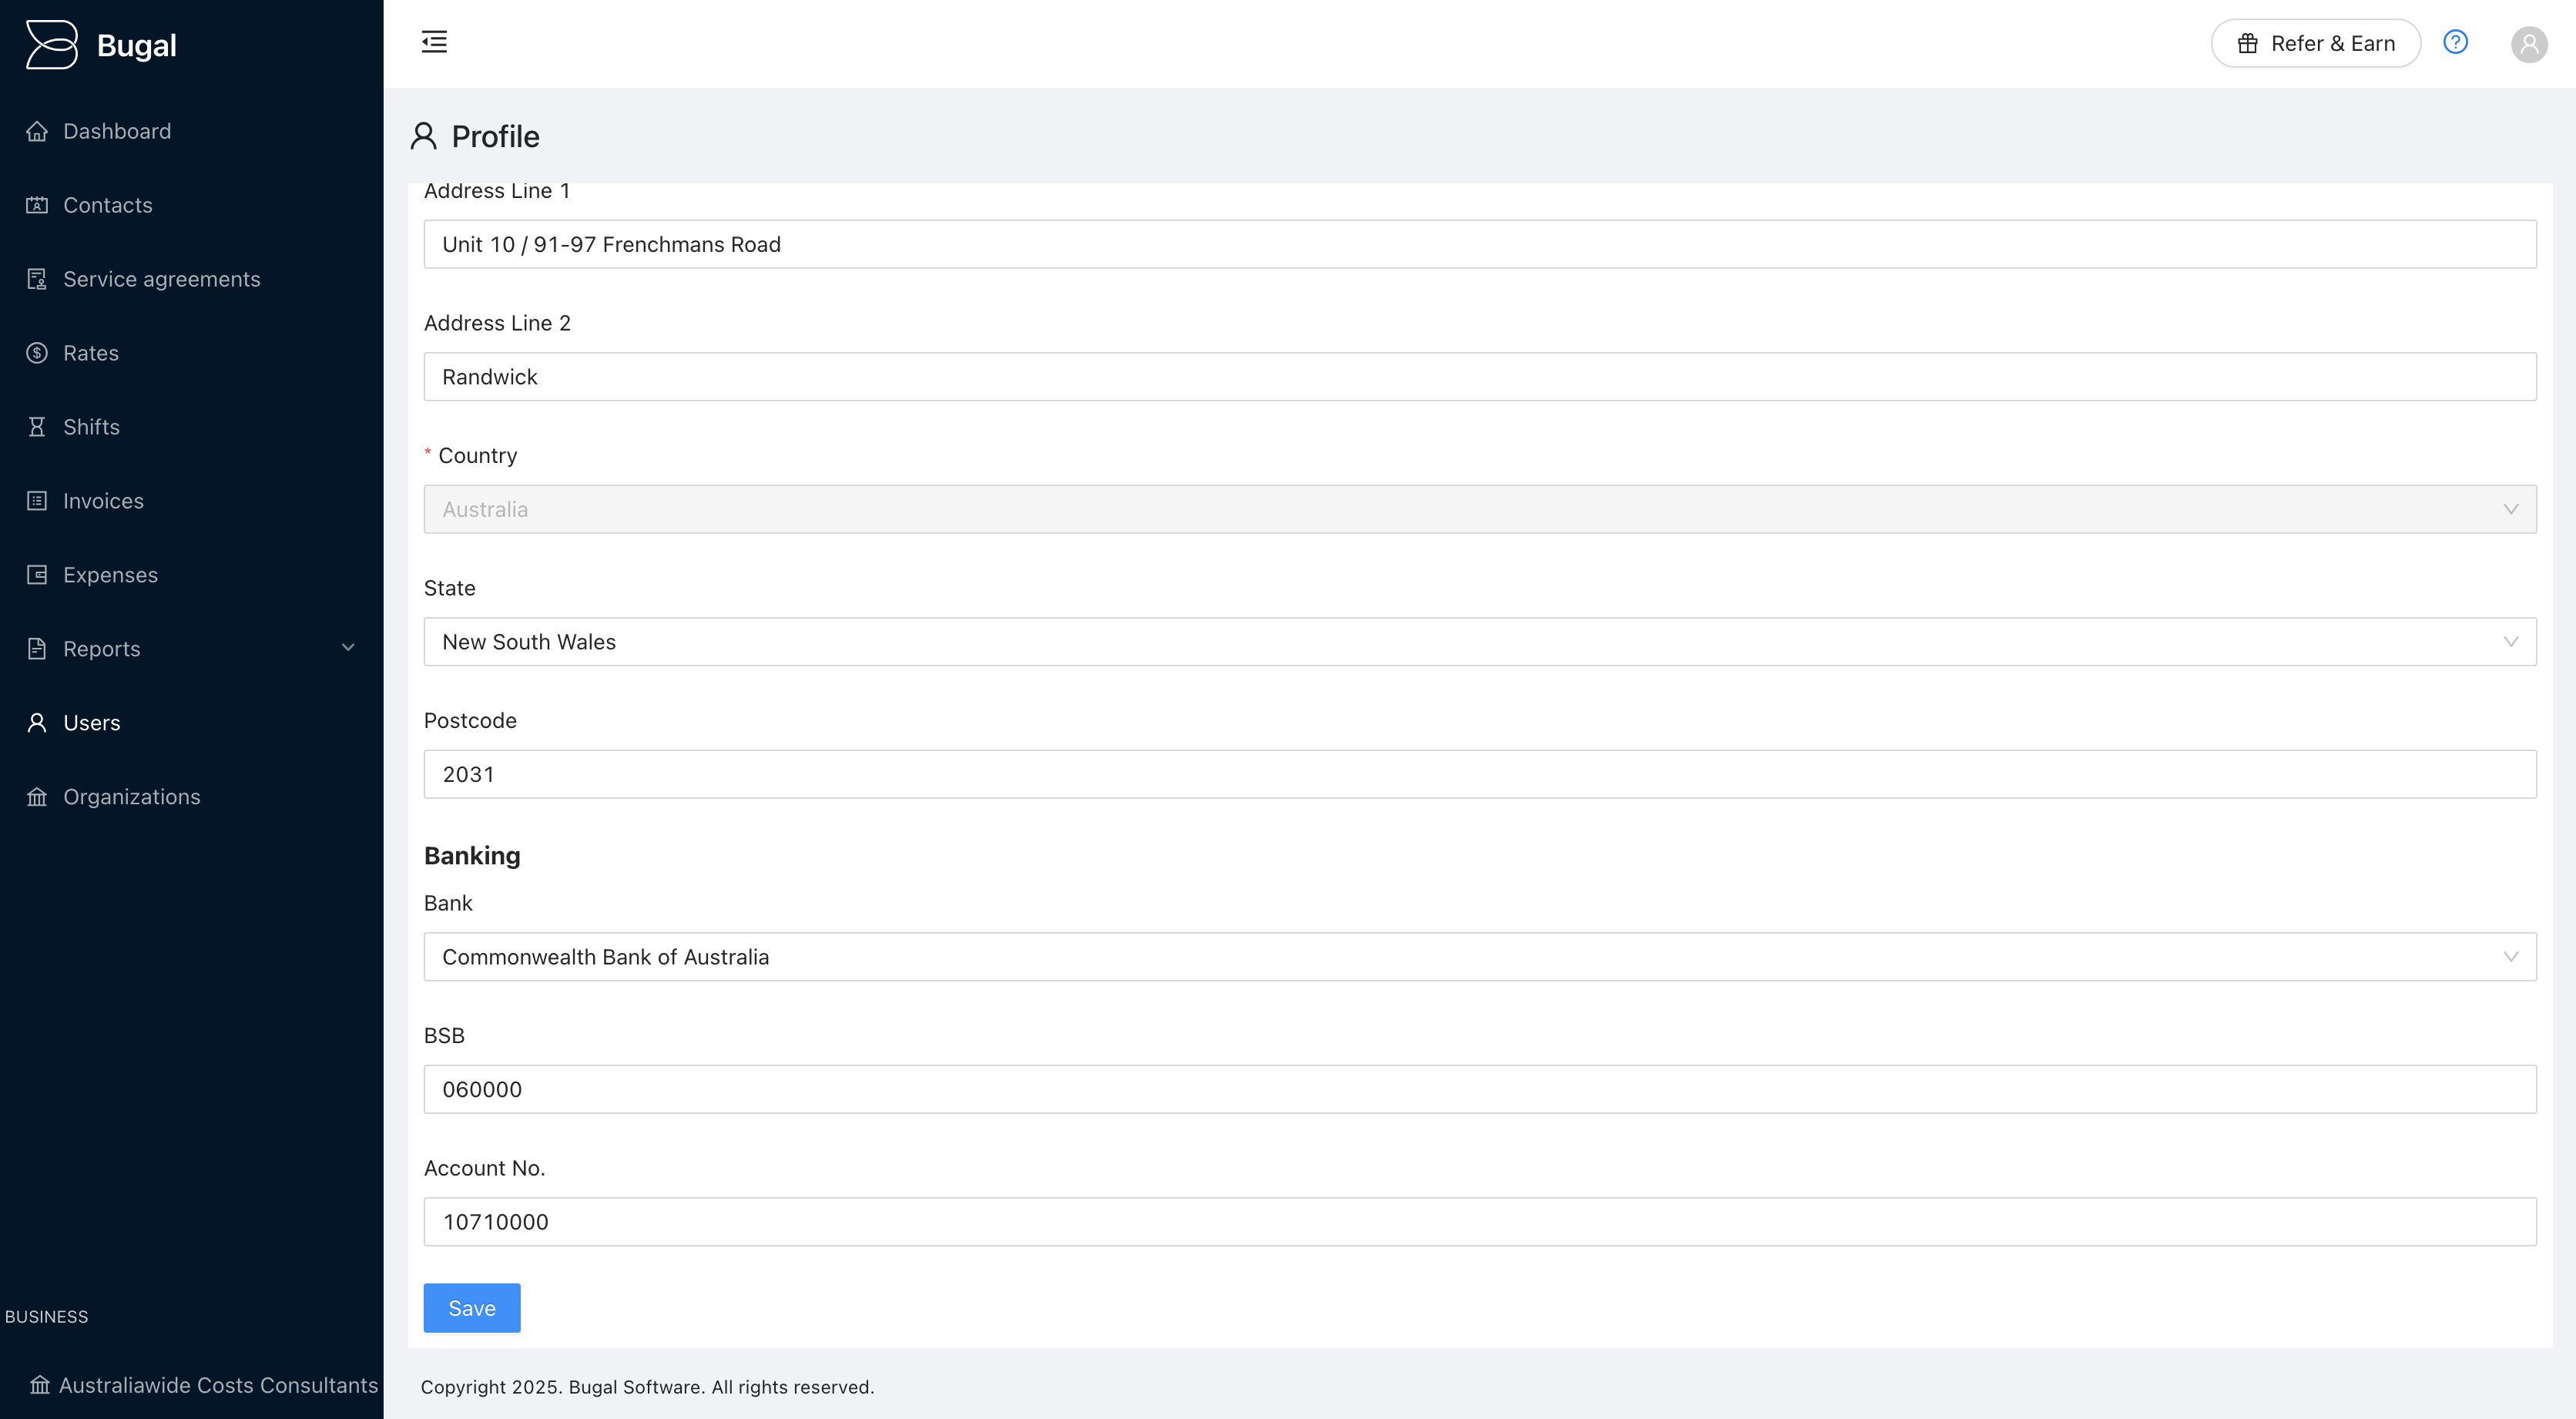 Bugal
Refer & Earn
Dashboard
Contacts
Service agreements
Rates
Shifts
Invoices
Expenses
Reports
Users
Organizations
BUSINESS
Australiawide Costs Consultants
Profile
Address Line 1
Unit 10 / 91-97 Frenchmans Road
Address Line 2
Randwick
* Country
Australia
State
New South Wales
Postcode
2031
Banking
Bank
Commonwealth Bank of Australia
BSB
060000
Account No.
10710000
Save
Copyright 2025. Bugal Software. All rights reserved.